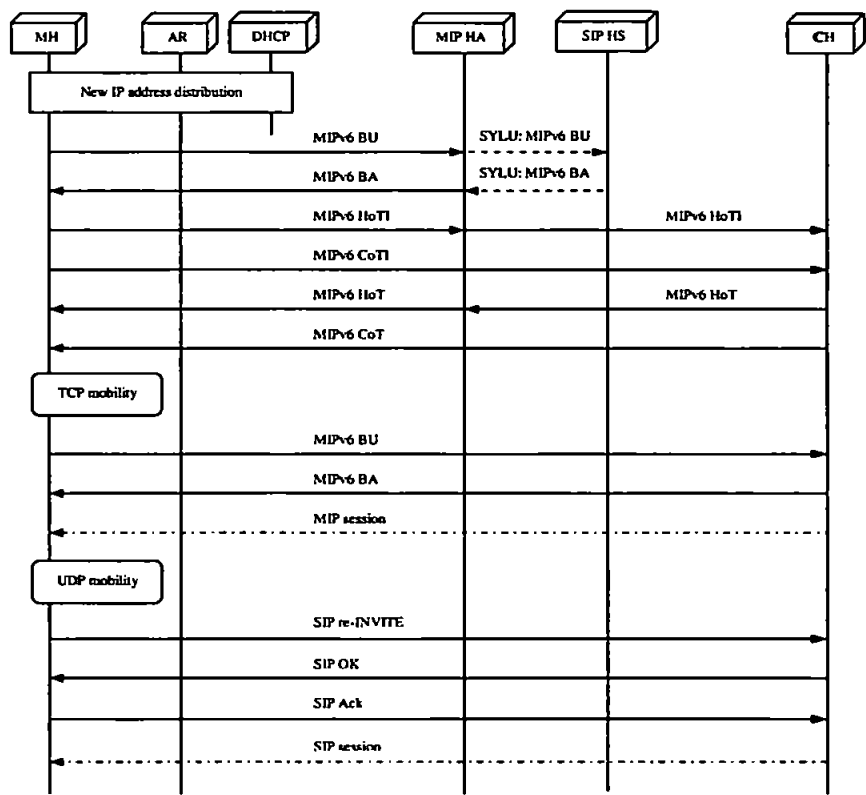 MH AR DHCP MIP HA SIP HS CH
New IP address distribution
MIPv6 BU SYLU: MIPv6 BU
MIPv6 BA SYLU: MIPv6 BA
MIPv6 HoTI MIPv6 HoTI
MIPv6 CoTI
MIPv6 HoT MIPv6 HoT
MIPv6 CoT
TCP mobility
MIPv6 BU
MIPv6 BA
MIP session
UDP mobility
SIP re-INVITE
SIP OK
SIP Ack
SIP session